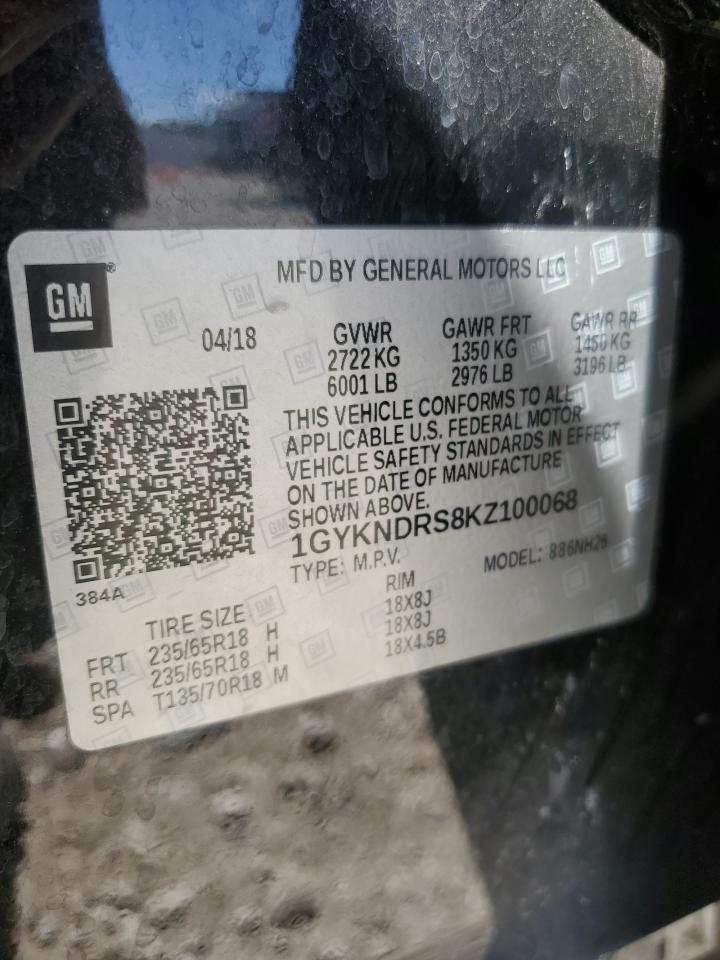 GM
MFD BY GENERAL MOTORS LLC
04/18
GVWR GAWR FRT GAWR RR
2722 KG 1350 KG 1450 KG
6001 LB 2976 LB 3196 LB
THIS VEHICLE CONFORMS TO ALL
APPLICABLE U.S. FEDERAL MOTOR
VEHICLE SAFETY STANDARDS IN EFFECT
ON THE DATE OF MANUFACTURE
SHOWN ABOVE.
1GYKNDRS8KZ100068
TYPE: M.P.V. MODEL: 886NH26
384A
TIRE SIZE RIM
FRT 235/65R18 H 18X8J
RR 235/65R18 H 18X8J
SPA T135/70R18 M 18X4.5B